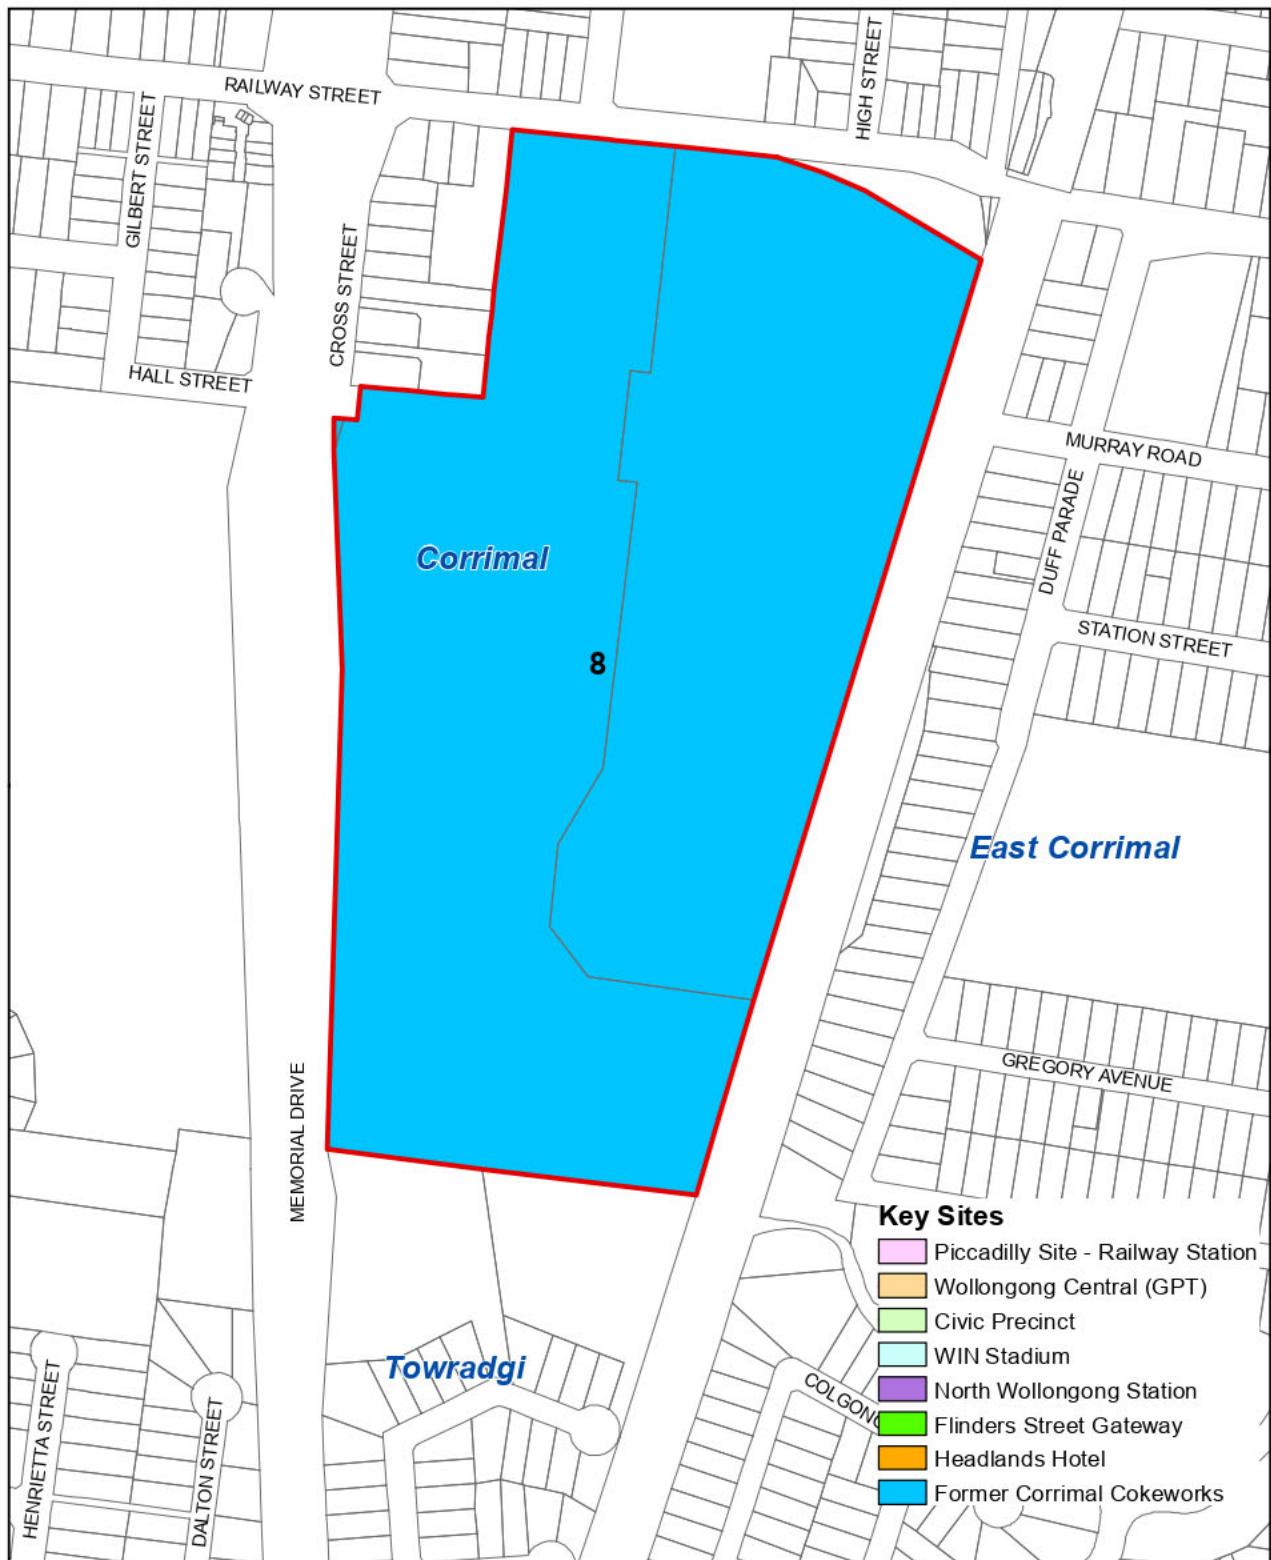 RAILWAY STREET
HIGH STREET
GILBERT STREET
CROSS STREET
HALL STREET
MURRAY ROAD
DUFF PARADE
Corrimal
STATION STREET
8
East Corrimal
GREGORY AVENUE
MEMORIAL DRIVE
Towradgi
COLGONG
HENRIETTA STREET
DALTON STREET
Key Sites
Piccadilly Site - Railway Station
Wollongong Central (GPT)
Civic Precinct
WIN Stadium
North Wollongong Station
Flinders Street Gateway
Headlands Hotel
Former Corrimal Cokeworks